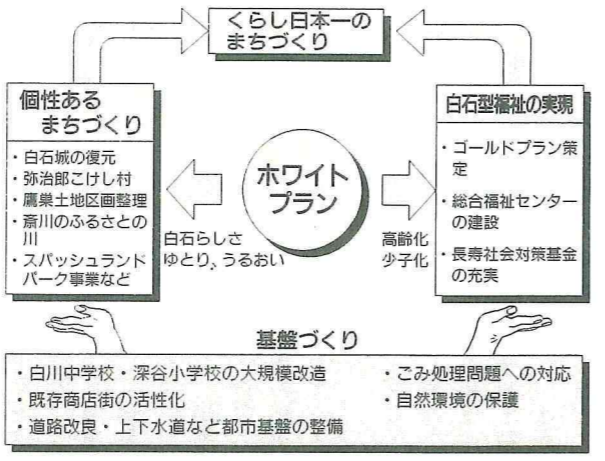 くらし日本一の
まちづくり
個性ある
まちづくり
・白石城の復元
・弥治郎こけし村
・鷹巣土地区画整理
・斎川のふるさとの
川
・スパッシュランド
パーク事業など
ホワイト
プラン
白石らしさ
ゆとり、うるおい
高齢化
少子化
白石型福祉の実現
・ゴールドプラン策
定
・総合福祉センター
の建設
・長寿社会対策基金
の充実
基盤づくり
・白川中学校・深谷小学校の大規模改造
・既存商店街の活性化
・道路改良・上下水道など都市基盤の整備
・ごみ処理問題への対応
・自然環境の保護